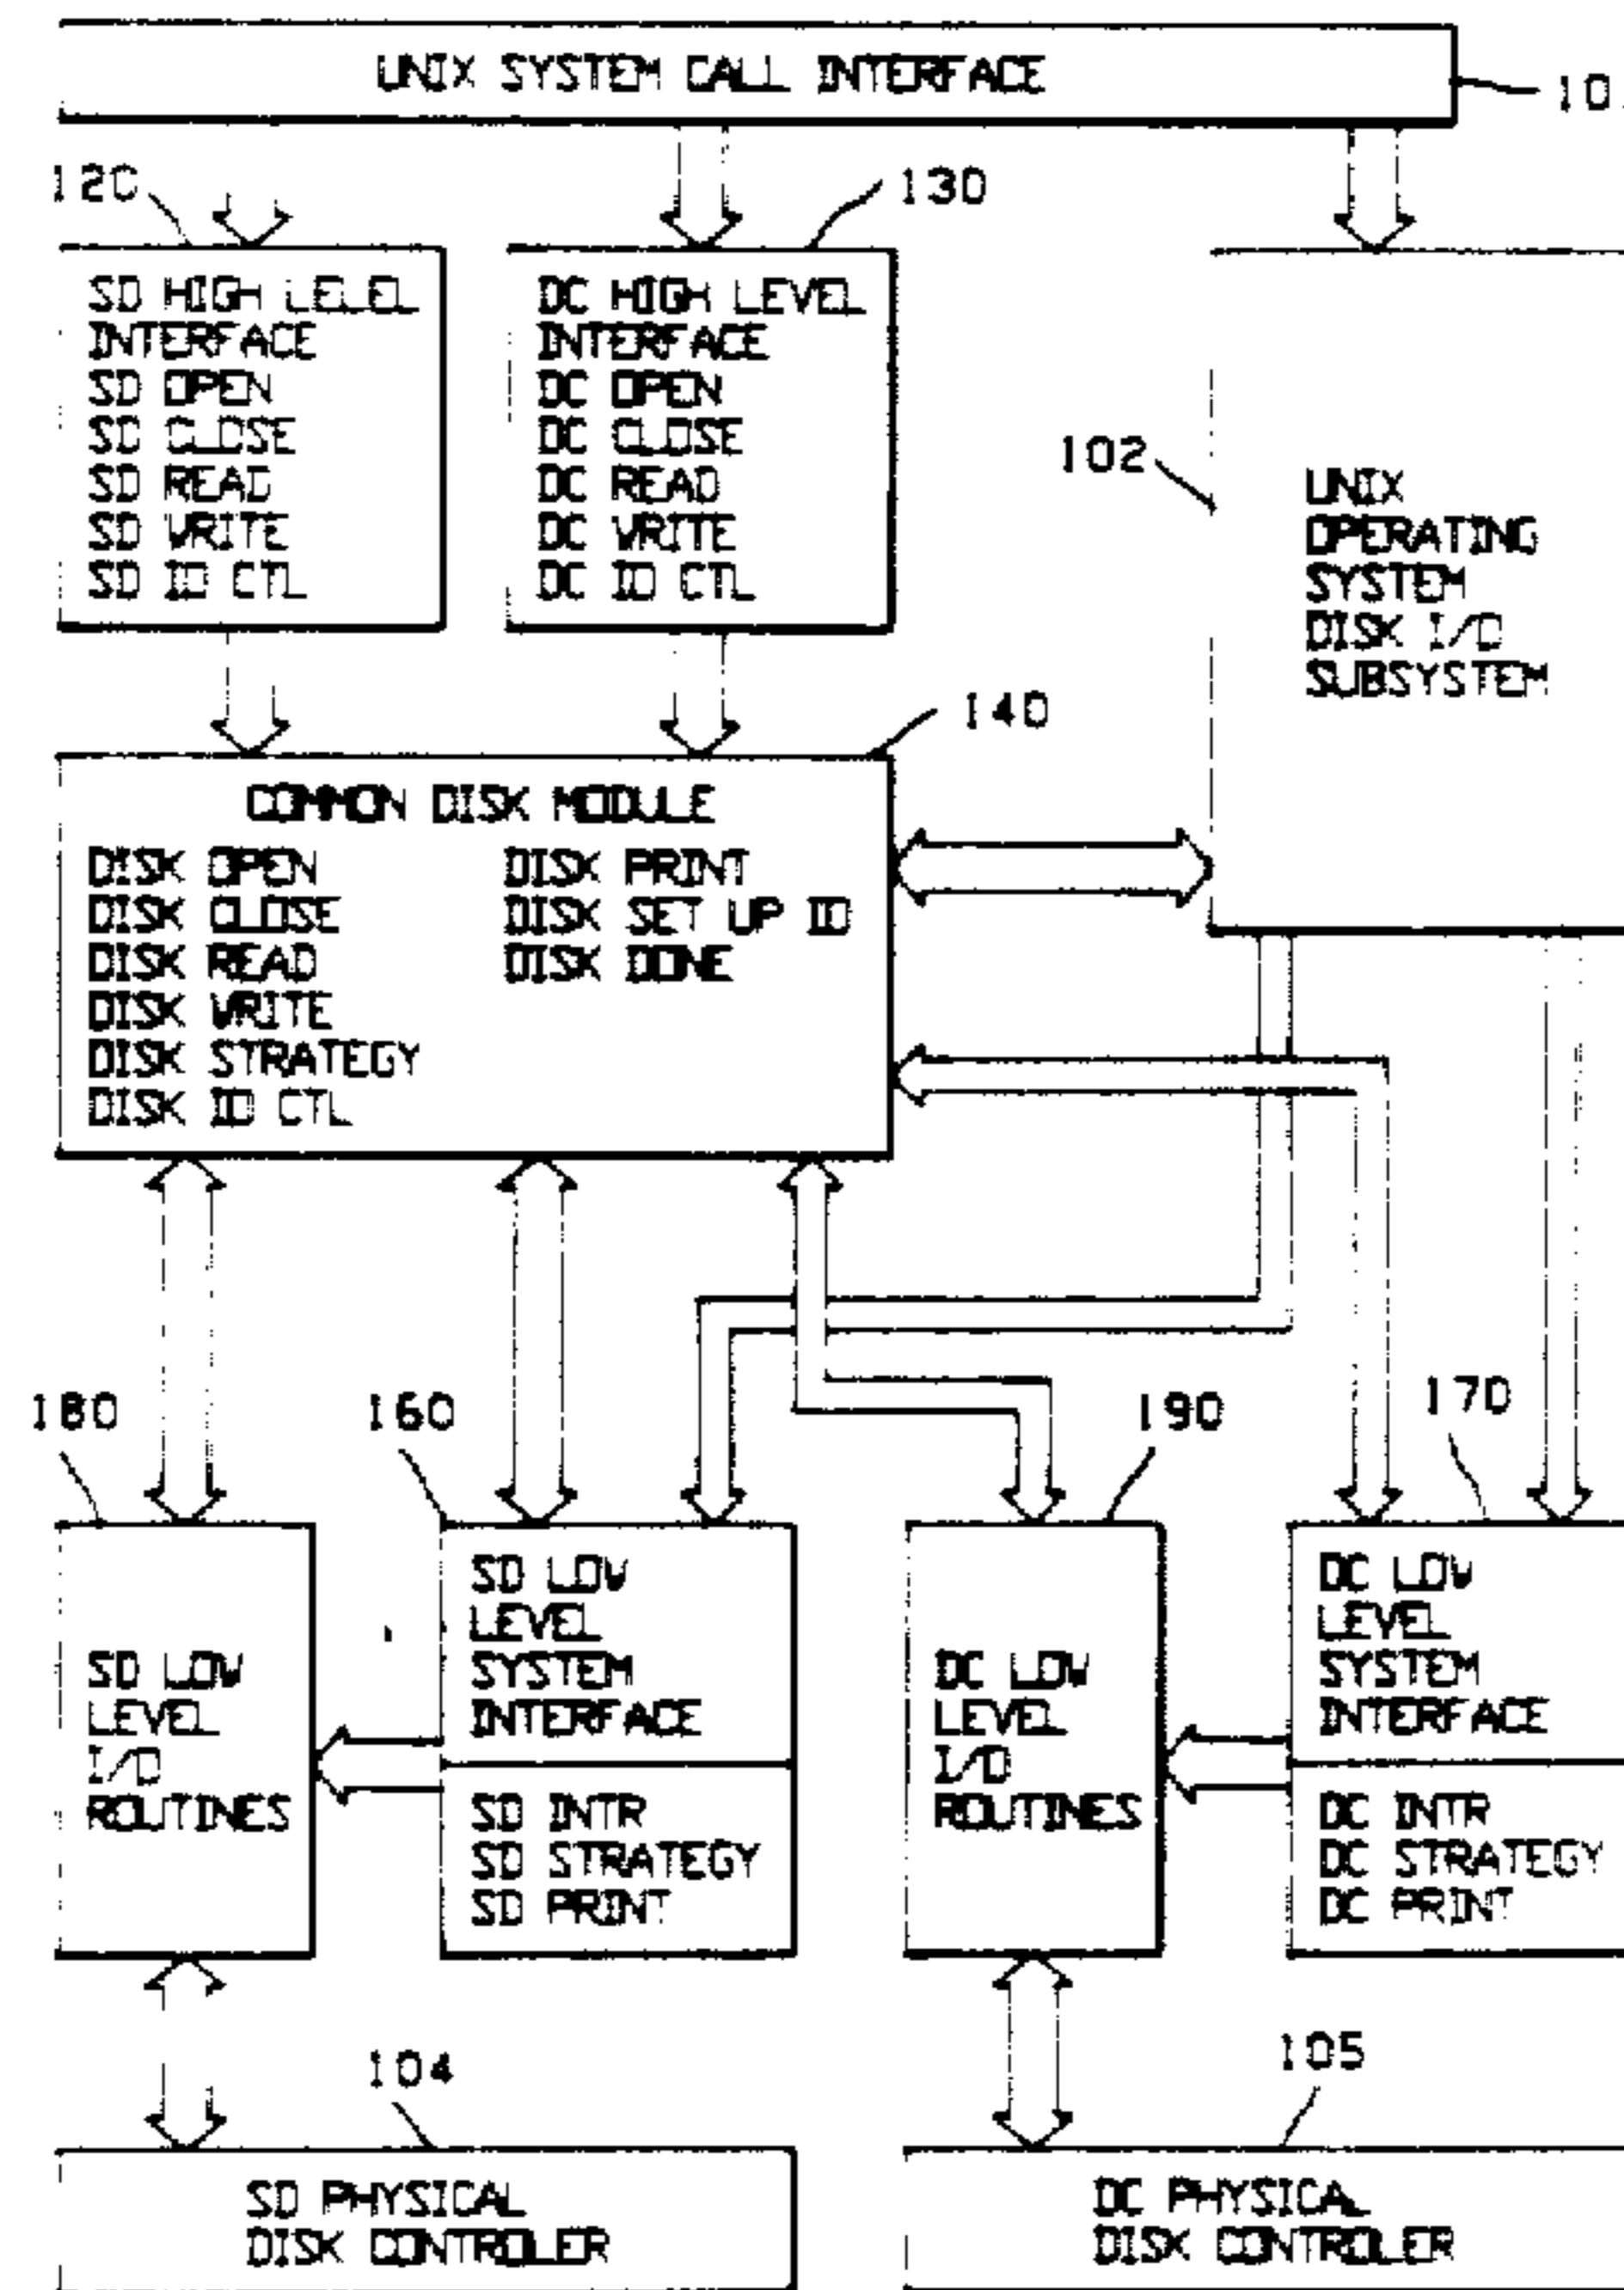 UNIX SYSTEM CALL INTERFACE
10
120
130
SD HIGH LELEL
INTERFACE
SD OPEN
SD CLOSE
SD READ
SD WRITE
SD IO CTL
DC HIGH LEVEL
INTERFACE
DC OPEN
DC CLOSE
DC READ
DC WRITE
DC IO CTL
102
UNIX
OPERATING
SYSTEM
DISK I/O
SUBSYSTEM
140
COMMON DISK MODULE
DISK OPEN
DISK CLOSE
DISK READ
DISK WRITE
DISK STRATEGY
DISK IO CTL
DISK PRINT
DISK SET UP IO
DISK DONE
180
160
190
170
SD LOW
LEVEL
I/O
ROUTINES
SD LOW
LEVEL
SYSTEM
INTERFACE
SD INTR
SD STRATEGY
SD PRINT
DC LOW
LEVEL
I/O
ROUTINES
DC LOW
LEVEL
SYSTEM
INTERFACE
DC INTR
DC STRATEGY
DC PRINT
104
105
SD PHYSICAL
DISK CONTROLER
DC PHYSICAL
DISK CONTROLER